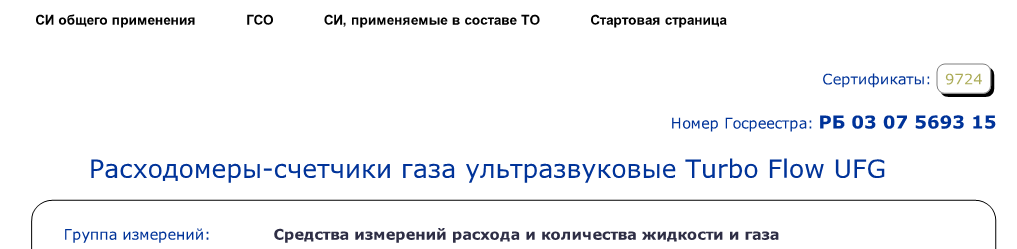 СИ общего применения ГСО СИ, применяемые в составе ТО Стартовая страница
Сертификаты: 9724
Номер Госреестра: РБ 03 07 5693 15
Расходомеры-счетчики газа ультразвуковые Turbo Flow UFG
Группа измерений: Средства измерений расхода и количества жидкости и газа